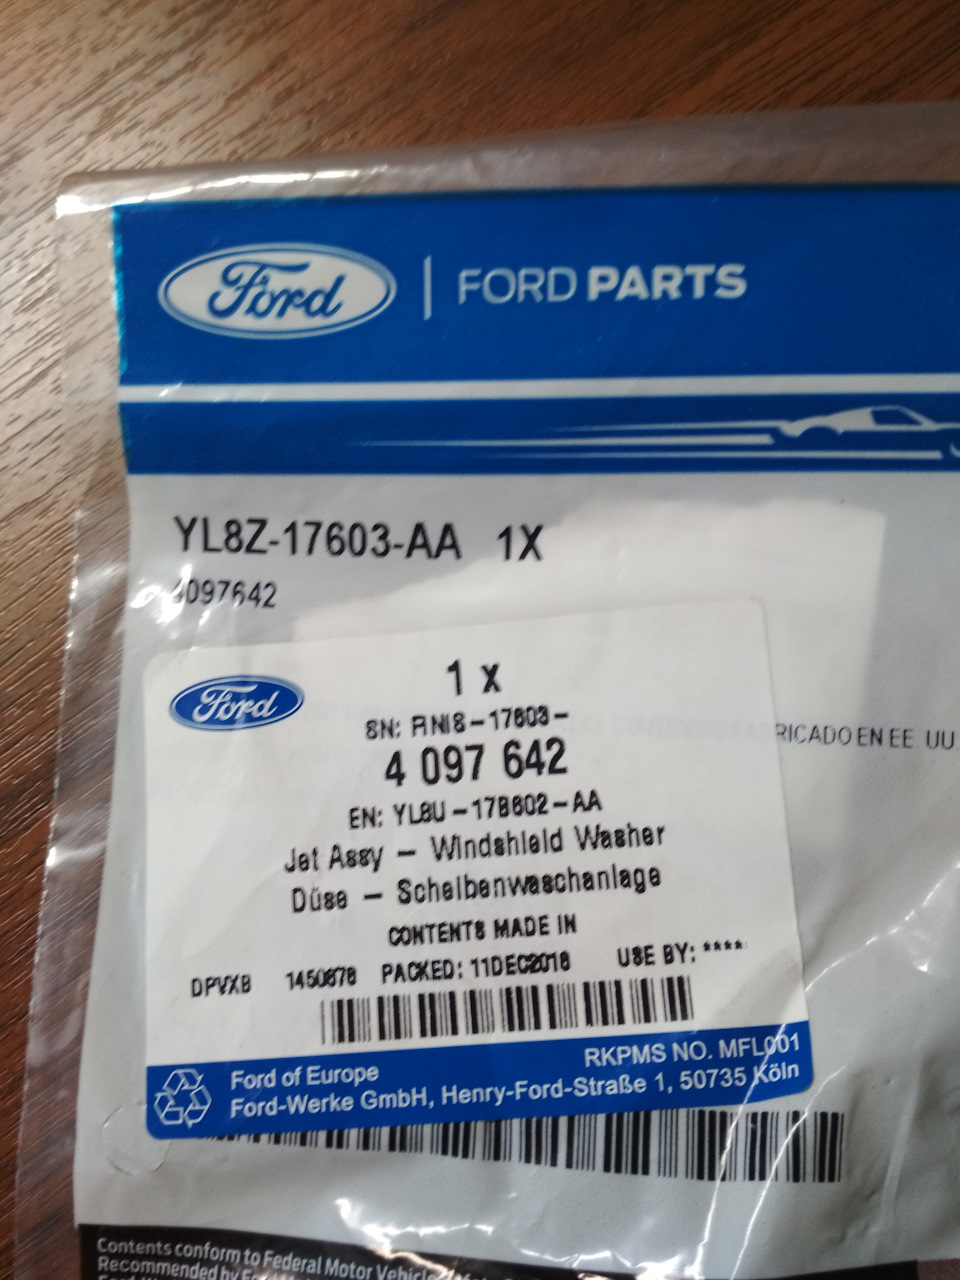 Ford | FORD PARTS
YL8Z-17603-AA 1X
4097642
Ford
1 x
SN: FINIS-17603-
4 097 642
EN: YL8U-17B602-AA
RICADO EN EE. UU.
Jet Assy - Windshield Washer
Düse - Scheibenwaschanlage
CONTENTS MADE IN
DPVXB 1450878 PACKED: 11DEC2018 USE BY: ****
RKPMS NO. MFL001
Ford of Europe
Ford-Werke GmbH, Henry-Ford-Straße 1, 50735 Köln
Contents conform to Federal Motor Vehicle
Recommended by